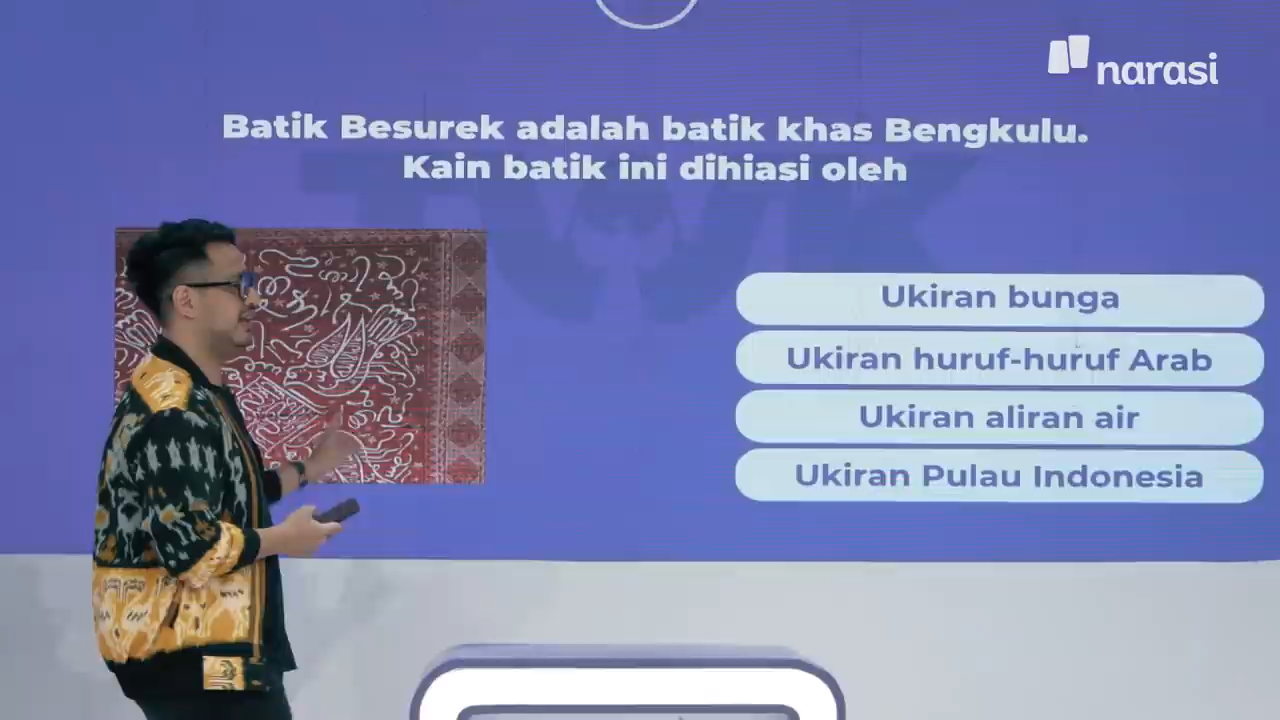 narasi
Batik Besurek adalah batik khas Bengkulu.
Kain batik ini dihiasi oleh
TWK
Ukiran bunga
Ukiran huruf-huruf Arab
Ukiran aliran air
Ukiran Pulau Indonesia